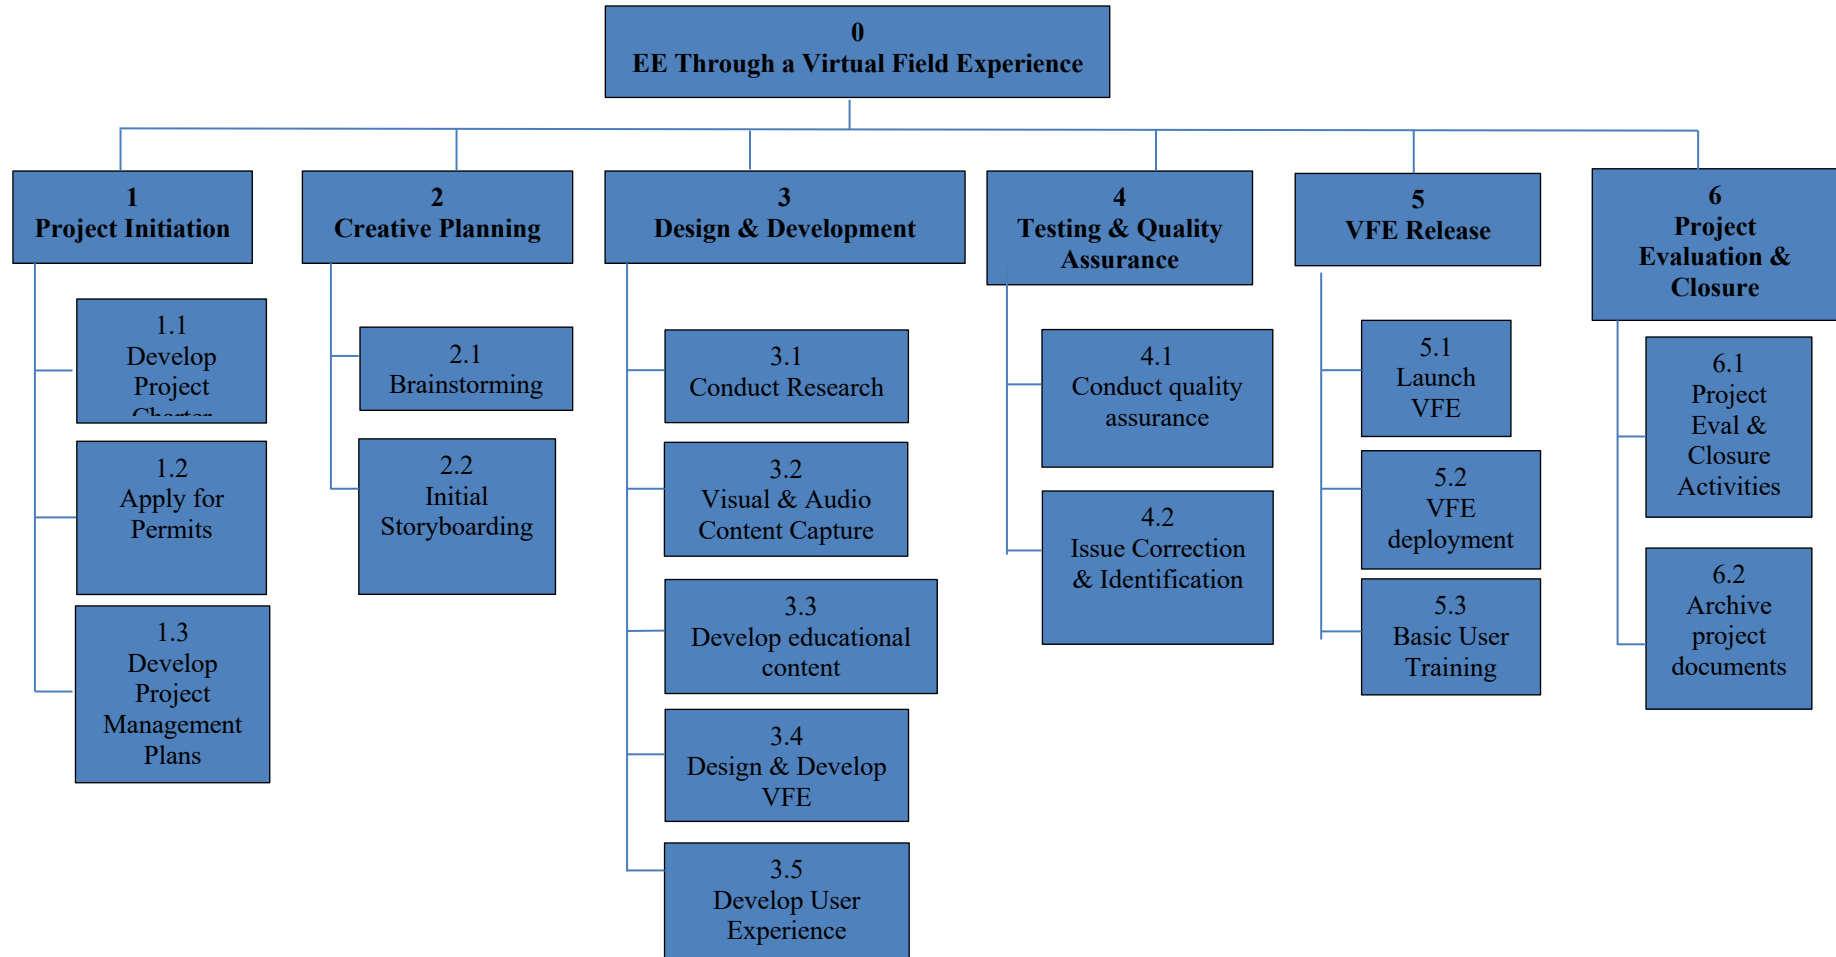 0
EE Through a Virtual Field Experience
1
Project Initiation
2
Creative Planning
3
Design & Development
4
Testing & Quality
Assurance
5
VFE Release
6
Project
Evaluation &
Closure
1.1
Develop
Project
Charter
1.2
Apply for
Permits
1.3
Develop
Project
Management
Plans
2.1
Brainstorming
2.2
Initial
Storyboarding
3.1
Conduct Research
3.2
Visual & Audio
Content Capture
3.3
Develop educational
content
3.4
Design & Develop
VFE
3.5
Develop User
Experience
4.1
Conduct quality
assurance
4.2
Issue Correction
& Identification
5.1
Launch
VFE
5.2
VFE
deployment
5.3
Basic User
Training
6.1
Project
Eval &
Closure
Activities
6.2
Archive
project
documents